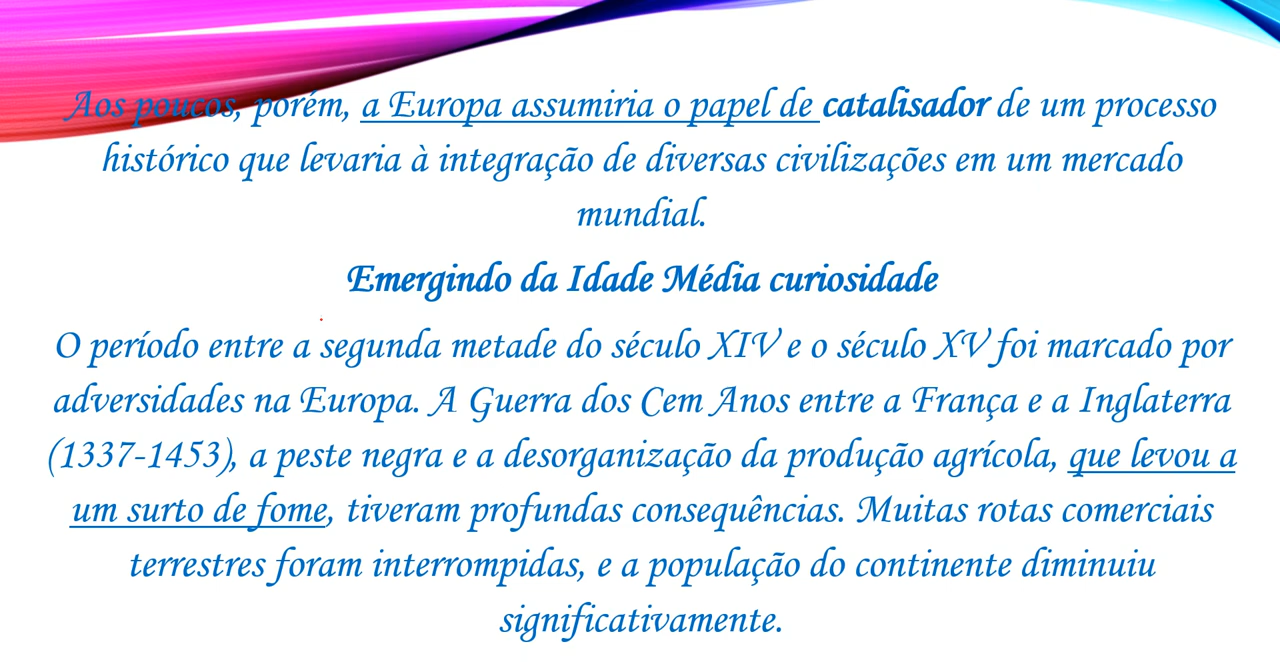 Aos poucos, porém, a Europa assumiria o papel de catalisador de um processo
histórico que levaria à integração de diversas civilizações em um mercado
mundial.
Emergindo da Idade Média curiosidade
O período entre a segunda metade do século XIV e o século XV foi marcado por
adversidades na Europa. A Guerra dos Cem Anos entre a França e a Inglaterra
(1337-1453), a peste negra e a desorganização da produção agrícola, que levou a
um surto de fome, tiveram profundas consequências. Muitas rotas comerciais
terrestres foram interrompidas, e a população do continente diminuiu
significativamente.